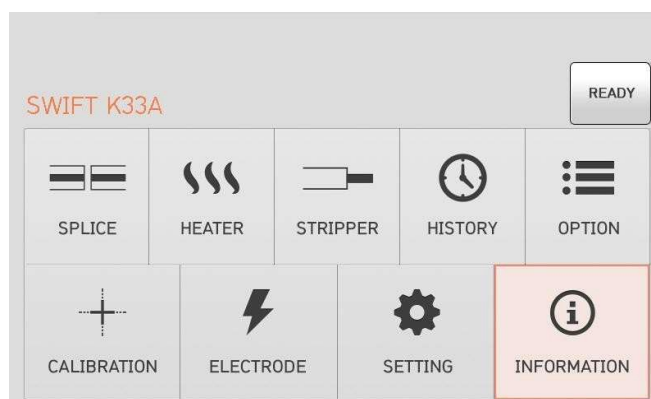 READY
SWIFT K33A
SPLICE HEATER STRIPPER HISTORY OPTION
CALIBRATION ELECTRODE SETTING INFORMATION